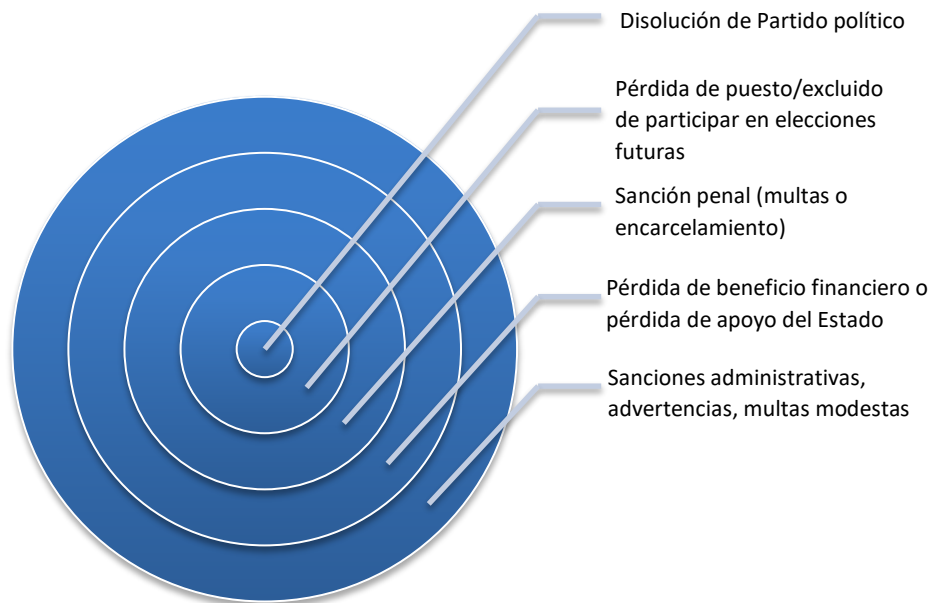 Disolución de Partido político
Pérdida de puesto/excluido
de participar en elecciones
futuras
Sanción penal (multas o
encarcelamiento)
Pérdida de beneficio financiero o
pérdida de apoyo del Estado
Sanciones administrativas,
advertencias, multas modestas